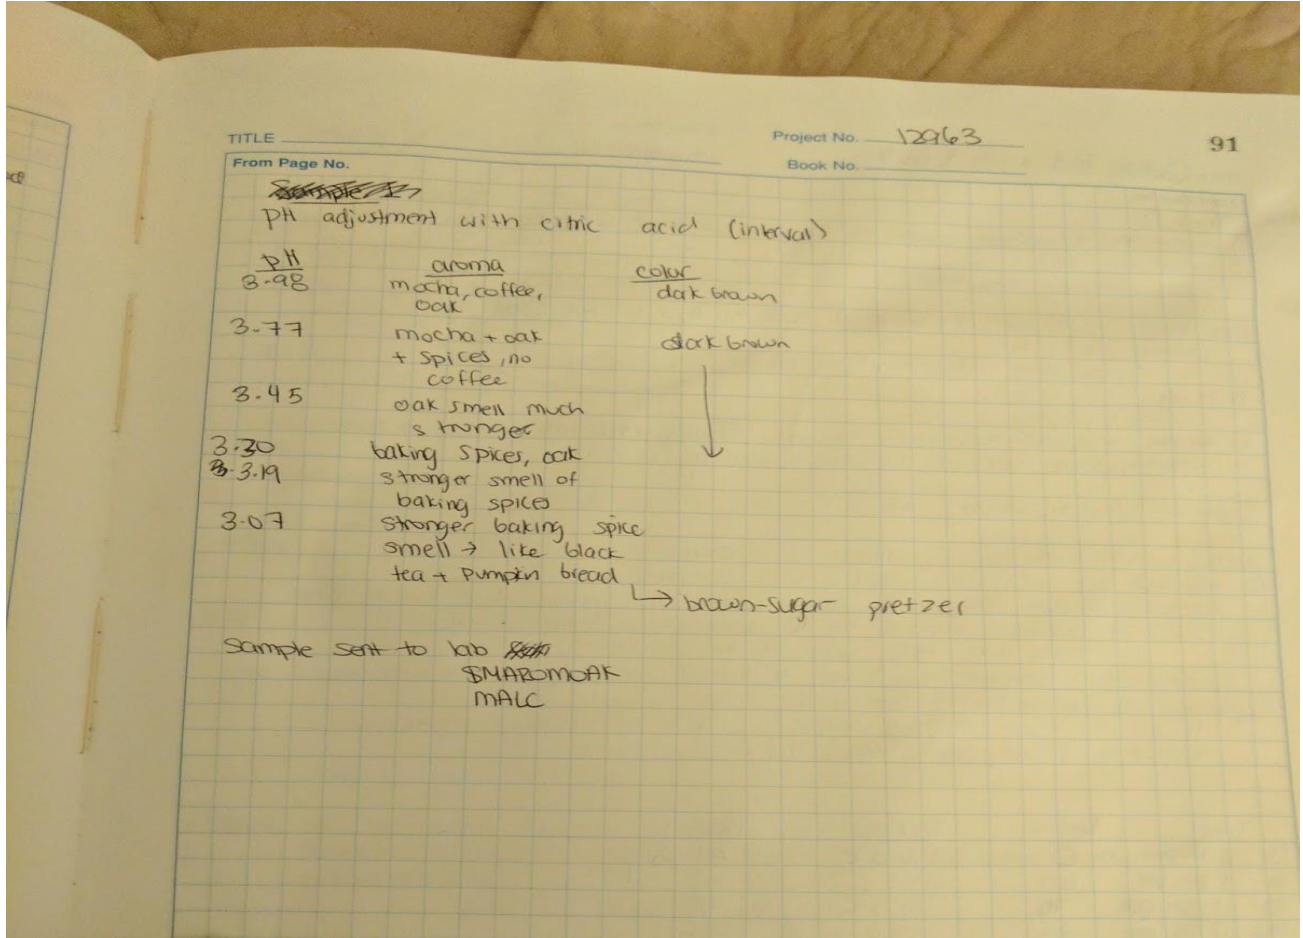 TITLE
Project No. 12963
91
From Page No.
Book No.
Sample 1
pH adjustment with citric acid (interval)
pH aroma color
3.98 mocha, coffee, dark brown
oak
3.77 mocha + oak dark brown
+ spices, no
coffee
3.45 oak smell much
stronger
3.30 baking spices, oak
3.19 stronger smell of
baking spices
3.07 stronger baking spice
smell → like black
tea + pumpkin bread
→ brown-sugar pretzel
sample sent to lab
SMAROMOAK
MALC